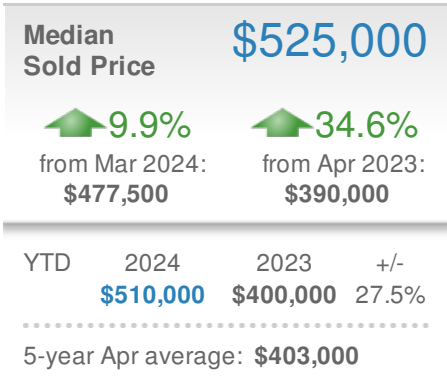 Median
Sold Price
$525,000
9.9%
34.6%
from Mar 2024:
from Apr 2023:
$477,500
$390,000
YTD 2024 2023 +/-
$510,000 $400,000 27.5%
5-year Apr average: $403,000